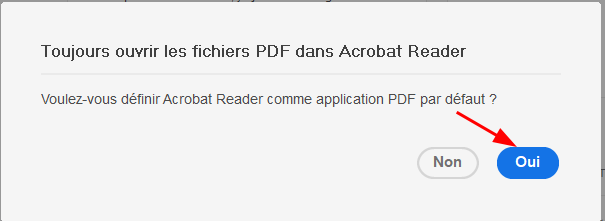 Toujours ouvrir les fichiers PDF dans Acrobat Reader
Voulez-vous définir Acrobat Reader comme application PDF par défaut ?
Non
Oui